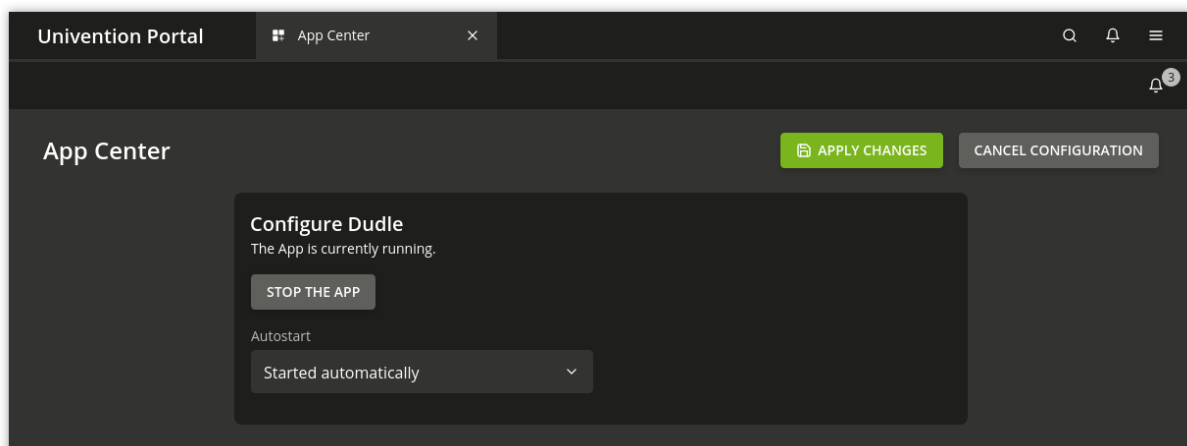 Univention Portal App Center
3
App Center APPLY CHANGES CANCEL CONFIGURATION
Configure Dudle
The App is currently running.
STOP THE APP
Autostart
Started automatically